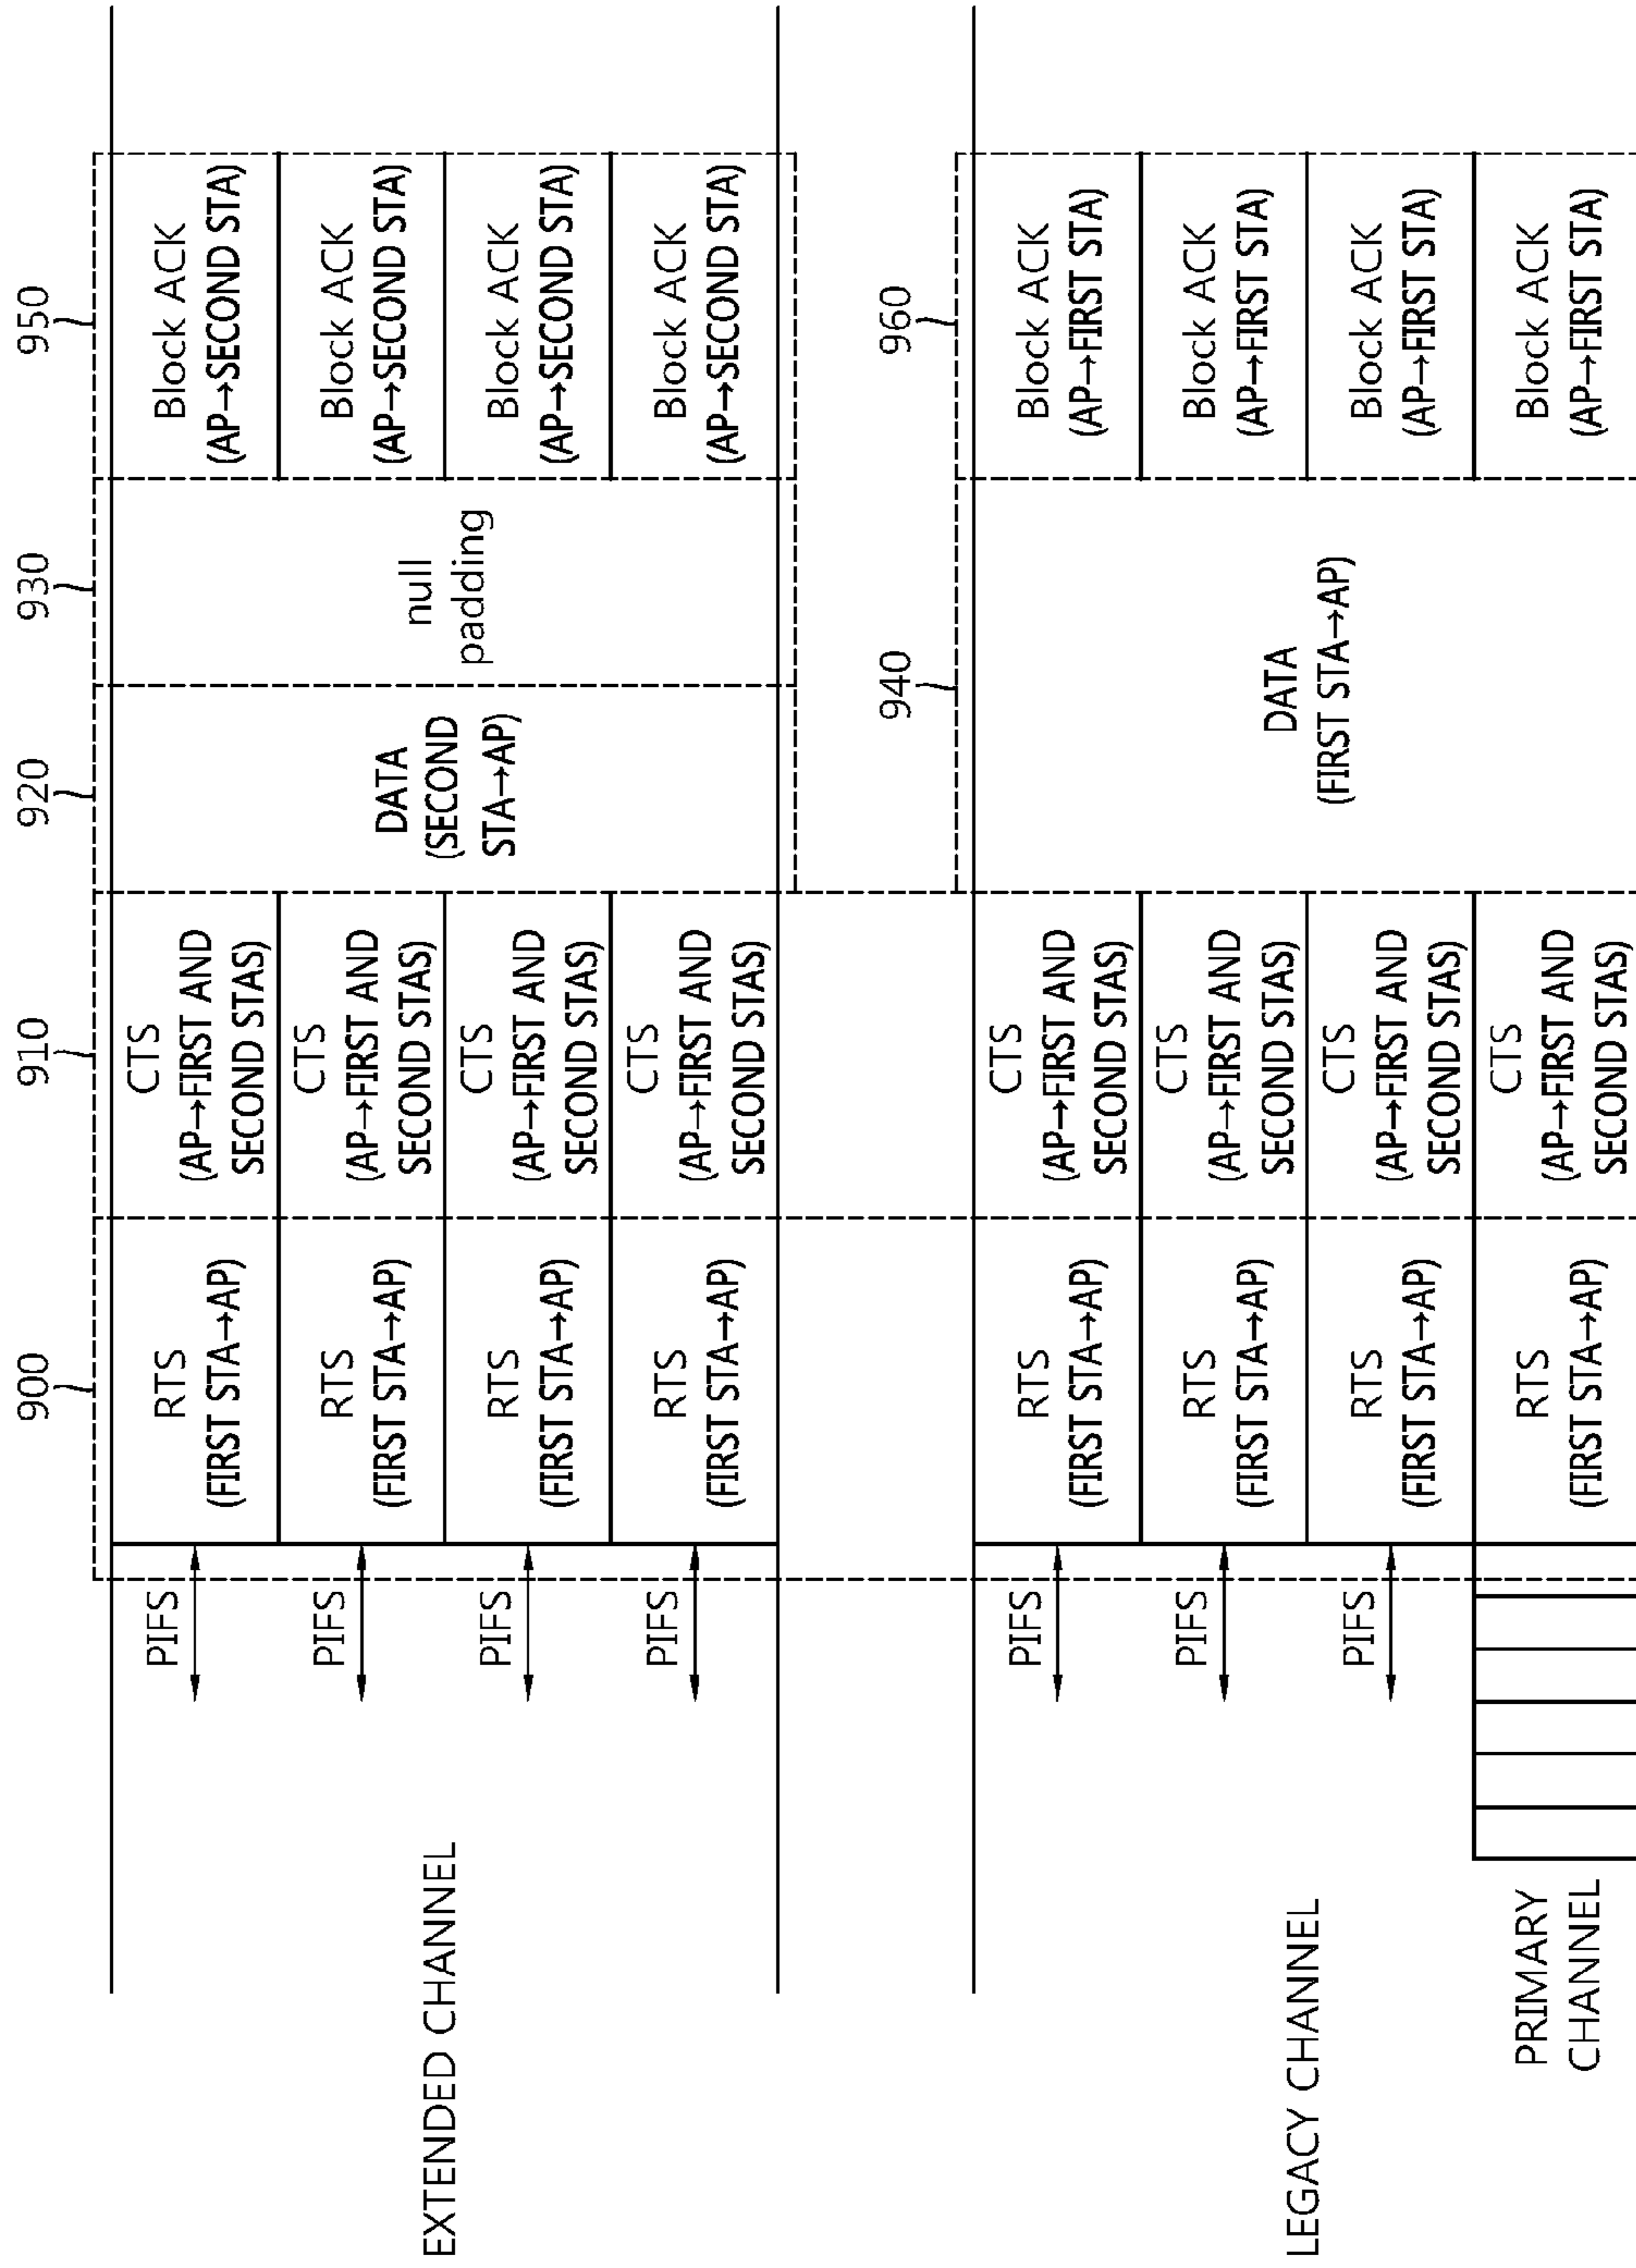 900
910
920
930
950
EXTENDED CHANNEL
PIFS
RTS
(FIRST STA→AP)
CTS
(AP→FIRST AND
SECOND STAS)
Block ACK
(AP→SECOND STA)
PIFS
RTS
(FIRST STA→AP)
CTS
(AP→FIRST AND
SECOND STAS)
Block ACK
(AP→SECOND STA)
PIFS
RTS
(FIRST STA→AP)
CTS
(AP→FIRST AND
SECOND STAS)
Block ACK
(AP→SECOND STA)
PIFS
RTS
(FIRST STA→AP)
CTS
(AP→FIRST AND
SECOND STAS)
Block ACK
(AP→SECOND STA)
DATA
(SECOND
STA→AP)
null
padding
940
960
LEGACY CHANNEL
PIFS
RTS
(FIRST STA→AP)
CTS
(AP→FIRST AND
SECOND STAS)
Block ACK
(AP→FIRST STA)
PIFS
RTS
(FIRST STA→AP)
CTS
(AP→FIRST AND
SECOND STAS)
Block ACK
(AP→FIRST STA)
PIFS
RTS
(FIRST STA→AP)
CTS
(AP→FIRST AND
SECOND STAS)
Block ACK
(AP→FIRST STA)
DATA
(FIRST STA→AP)
PRIMARY
CHANNEL
RTS
(FIRST STA→AP)
CTS
(AP→FIRST AND
SECOND STAS)
Block ACK
(AP→FIRST STA)